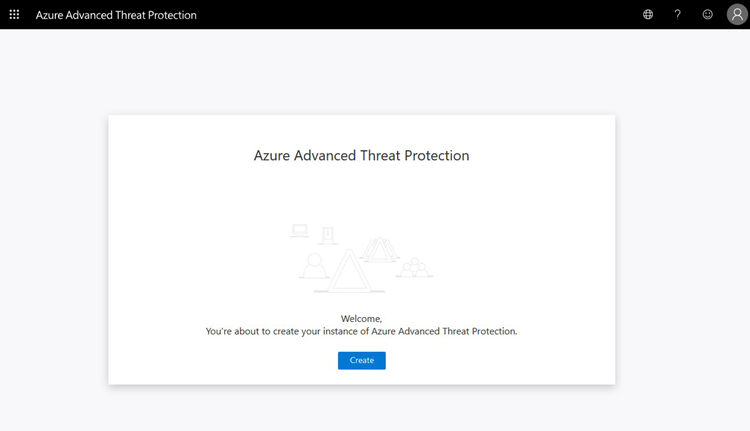 Azure Advanced Threat Protection
Azure Advanced Threat Protection
Welcome,
You're about to create your instance of Azure Advanced Threat Protection.
Create